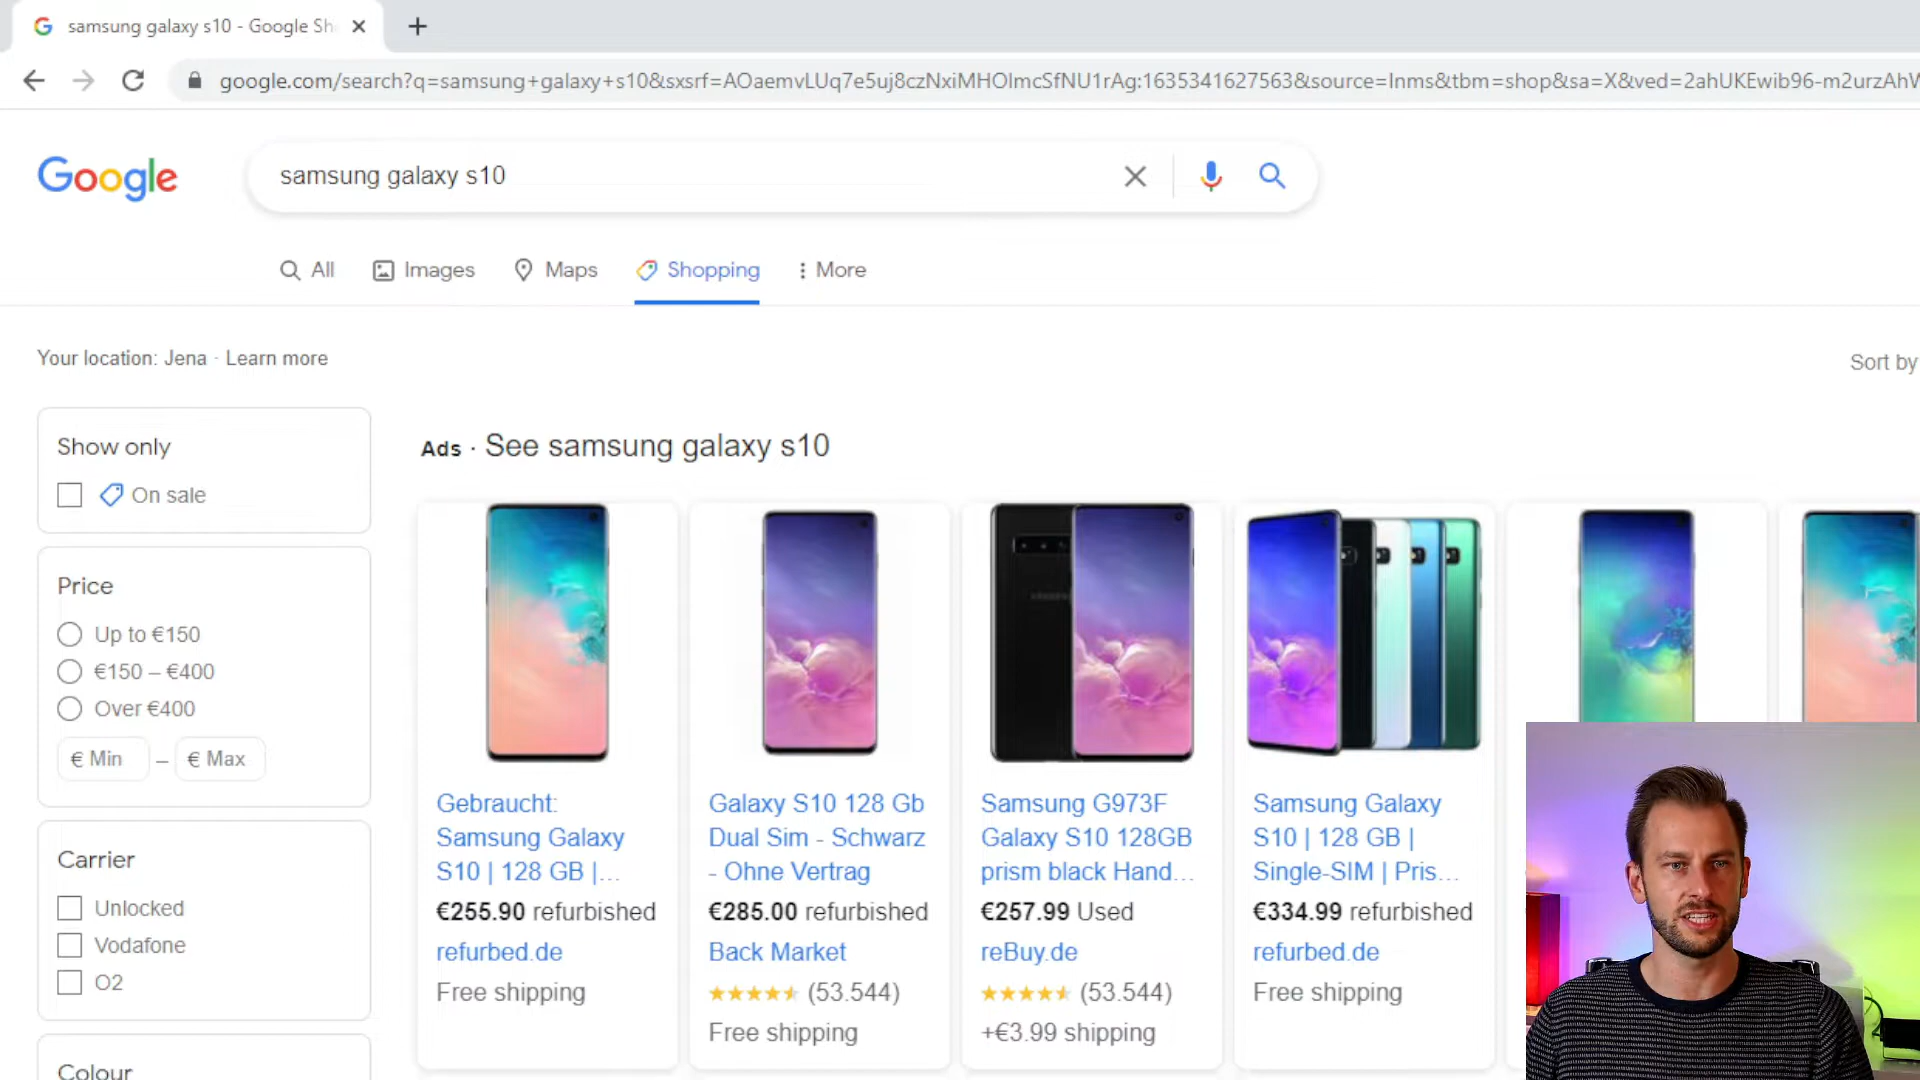 samsung galaxy s10 - Google Sh
google.com/search?q=samsung+galaxy+s10&sxsrf=AOaemvLUq7e5uj8czNxiMHOlmcSfNU1rAg:1635341627563&source=lnms&tbm=shop&sa=X&ved=2ahUKEwib96-m2urzAhW
Google
samsung galaxy s10
All Images Maps Shopping More
Your location: Jena · Learn more
Sort by
Show only
On sale
Price
Up to €150
€150 – €400
Over €400
€ Min – € Max
Carrier
Unlocked
Vodafone
O2
Colour
Ads · See samsung galaxy s10
Gebraucht:
Samsung Galaxy
S10 | 128 GB |...
€255.90 refurbished
refurbed.de
Free shipping
Galaxy S10 128 Gb
Dual Sim - Schwarz
- Ohne Vertrag
€285.00 refurbished
Back Market
(53.544)
Free shipping
Samsung G973F
Galaxy S10 128GB
prism black Hand...
€257.99 Used
reBuy.de
(53.544)
+€3.99 shipping
Samsung Galaxy
S10 | 128 GB |
Single-SIM | Pris...
€334.99 refurbished
refurbed.de
Free shipping